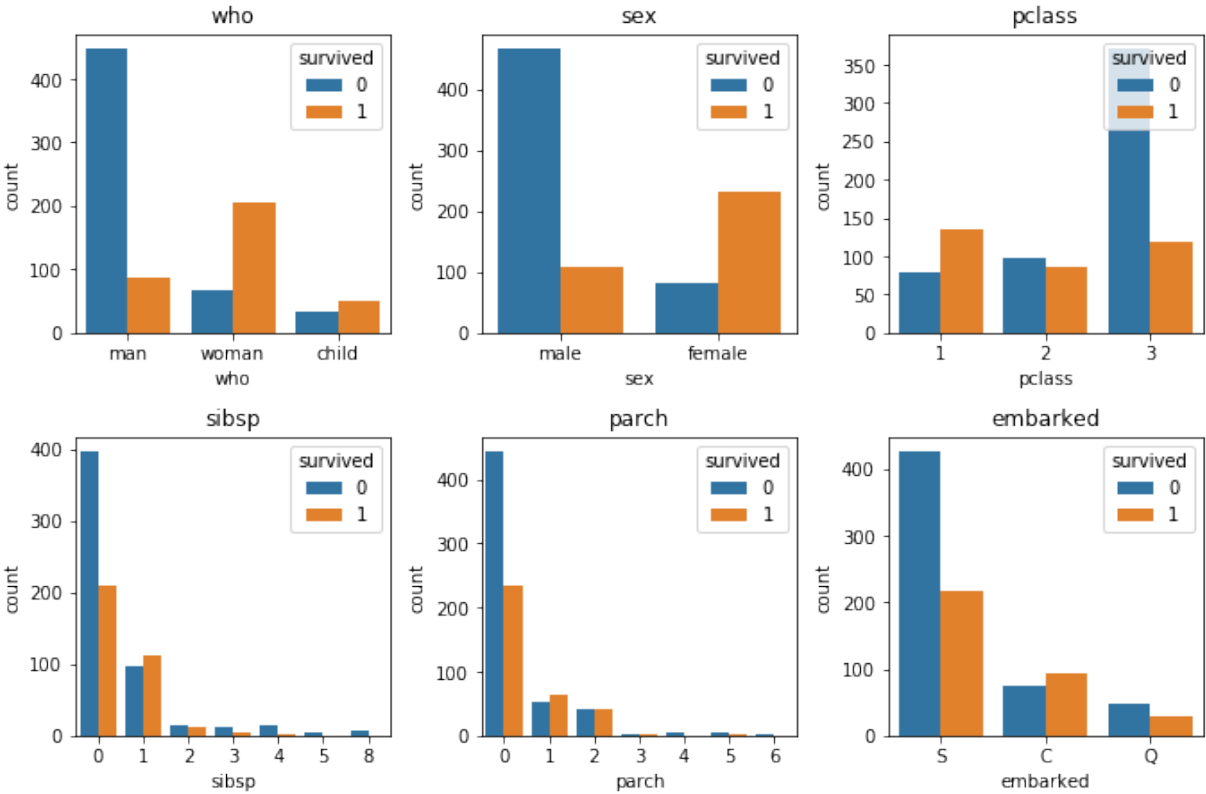 who
survived
0
1
400
300
200
100
0
count
man woman child
who
sex
survived
0
1
400
300
200
100
0
count
male female
sex
pclass
survived
0
1
350
300
250
200
150
100
50
0
count
1 2 3
pclass
sibsp
survived
0
1
400
300
200
100
0
count
0 1 2 3 4 5 8
sibsp
parch
survived
0
1
400
300
200
100
0
count
0 1 2 3 4 5 6
parch
embarked
survived
0
1
400
300
200
100
0
count
S C Q
embarked